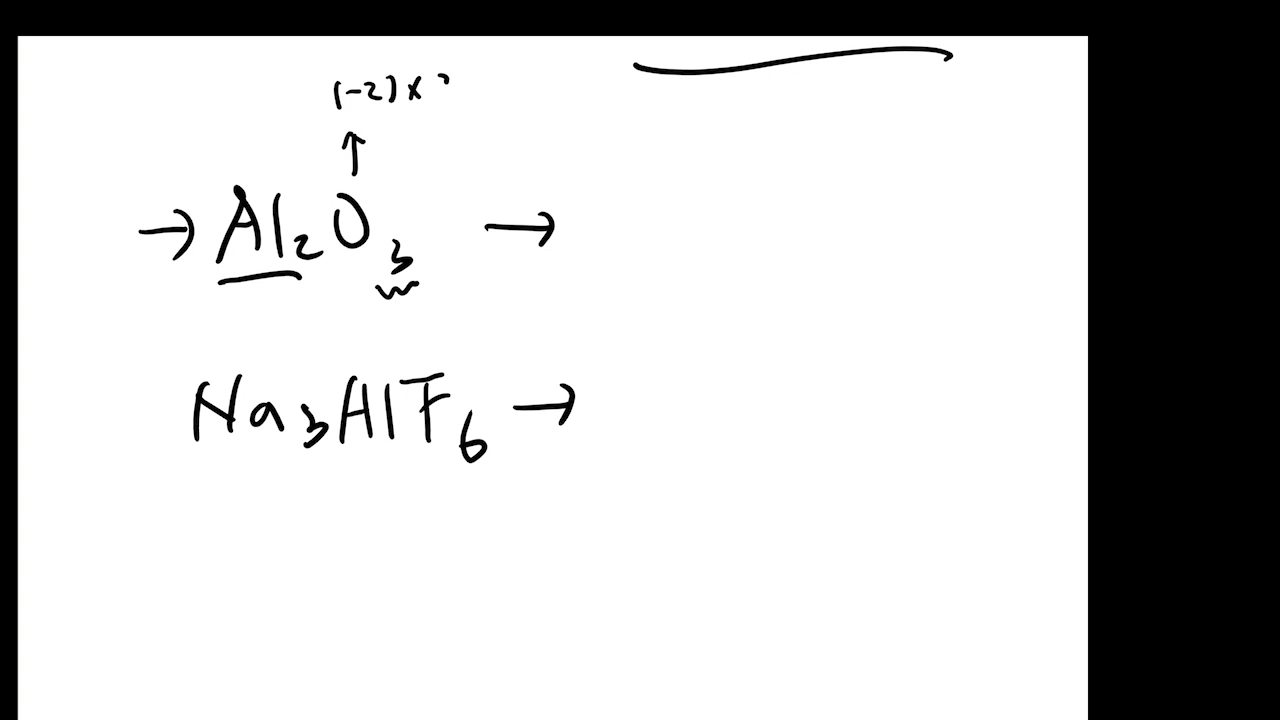 (-2)×
↑
→ Al₂O₃ →
Na₃AlF₆ →